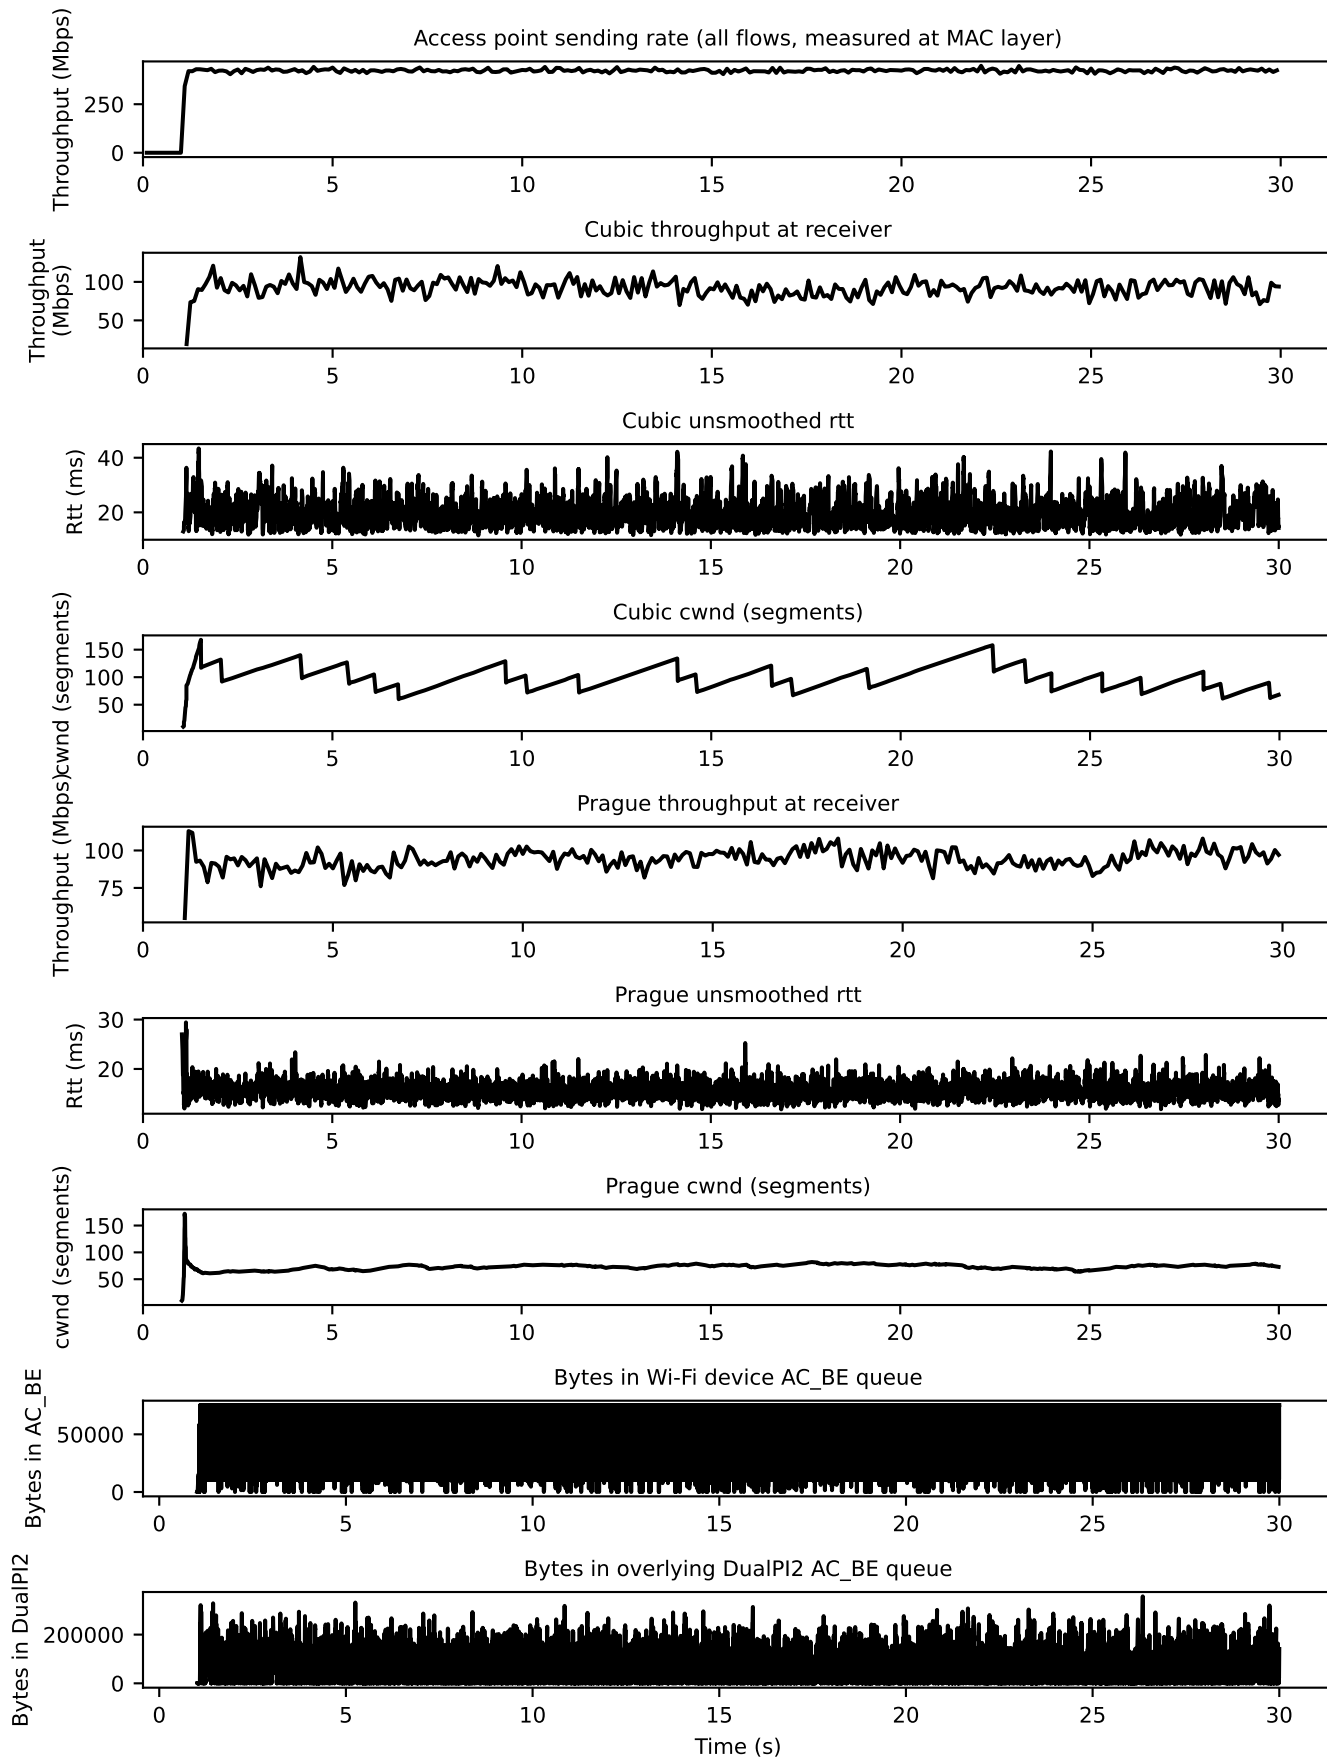 Access point sending rate (all flows, measured at MAC layer)
Throughput (Mbps)
250
0
0 5 10 15 20 25 30
Cubic throughput at receiver
Throughput
(Mbps)
100
50
0 5 10 15 20 25 30
Cubic unsmoothed rtt
Rtt (ms)
40
20
0 5 10 15 20 25 30
Cubic cwnd (segments)
cwnd (segments)
150
100
50
0 5 10 15 20 25 30
Prague throughput at receiver
Throughput (Mbps)
100
75
0 5 10 15 20 25 30
Prague unsmoothed rtt
Rtt (ms)
30
20
0 5 10 15 20 25 30
Prague cwnd (segments)
cwnd (segments)
150
100
50
0 5 10 15 20 25 30
Bytes in Wi-Fi device AC_BE queue
Bytes in AC_BE
50000
0
0 5 10 15 20 25 30
Bytes in overlying DualPI2 AC_BE queue
Bytes in DualPI2
200000
0
0 5 10 15 20 25 30
Time (s)